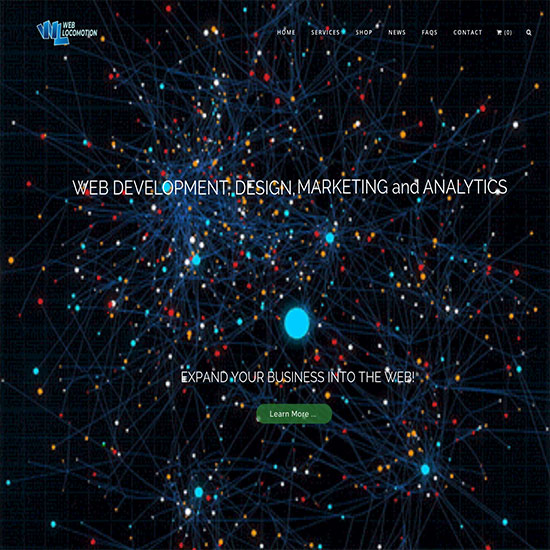 WEB
LOCOMOTION
HOME SERVICES SHOP NEWS FAQS CONTACT (0)
WEB DEVELOPMENT, DESIGN, MARKETING and ANALYTICS
EXPAND YOUR BUSINESS INTO THE WEB!
Learn More ...